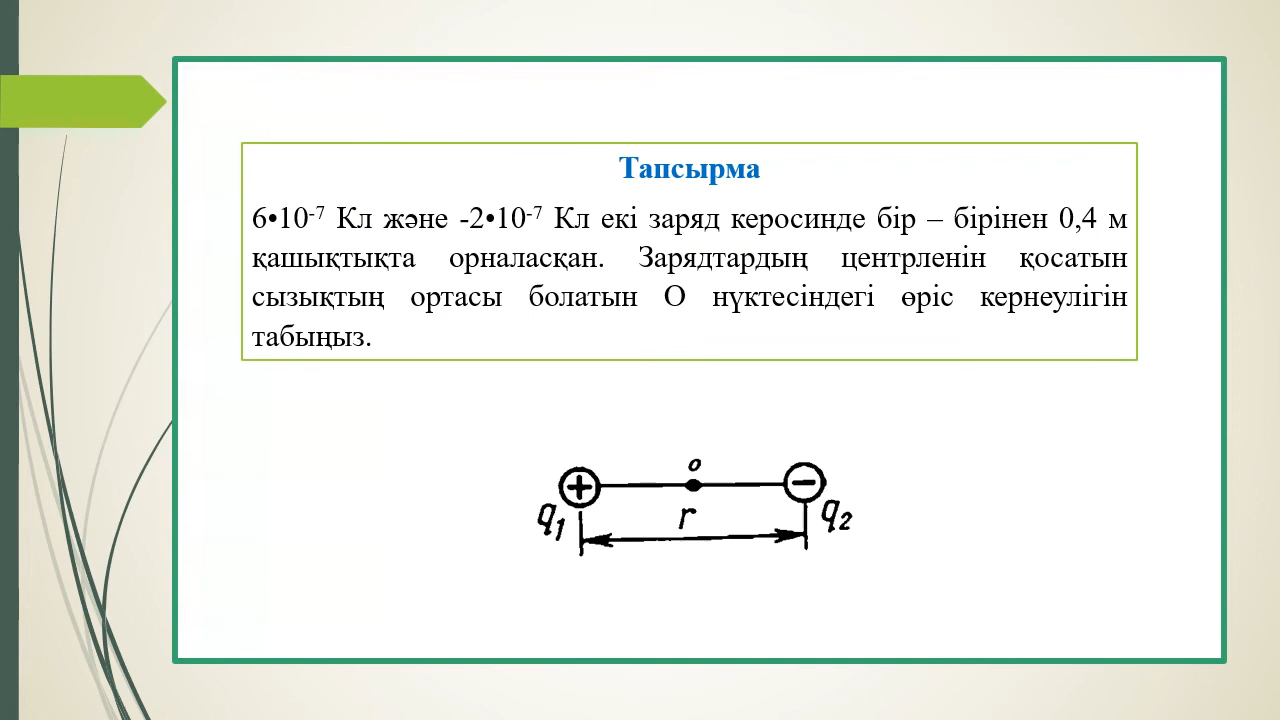 Тапсырма
6•10⁻⁷ Кл және -2•10⁻⁷ Кл екі заряд керосинде бір – бірінен 0,4 м
қашықтықта орналасқан. Зарядтардың центрленін қосатын
сызықтың ортасы болатын О нүктесіндегі өріс кернеулігін
табыңыз.
о
+ −
q₁ r q₂